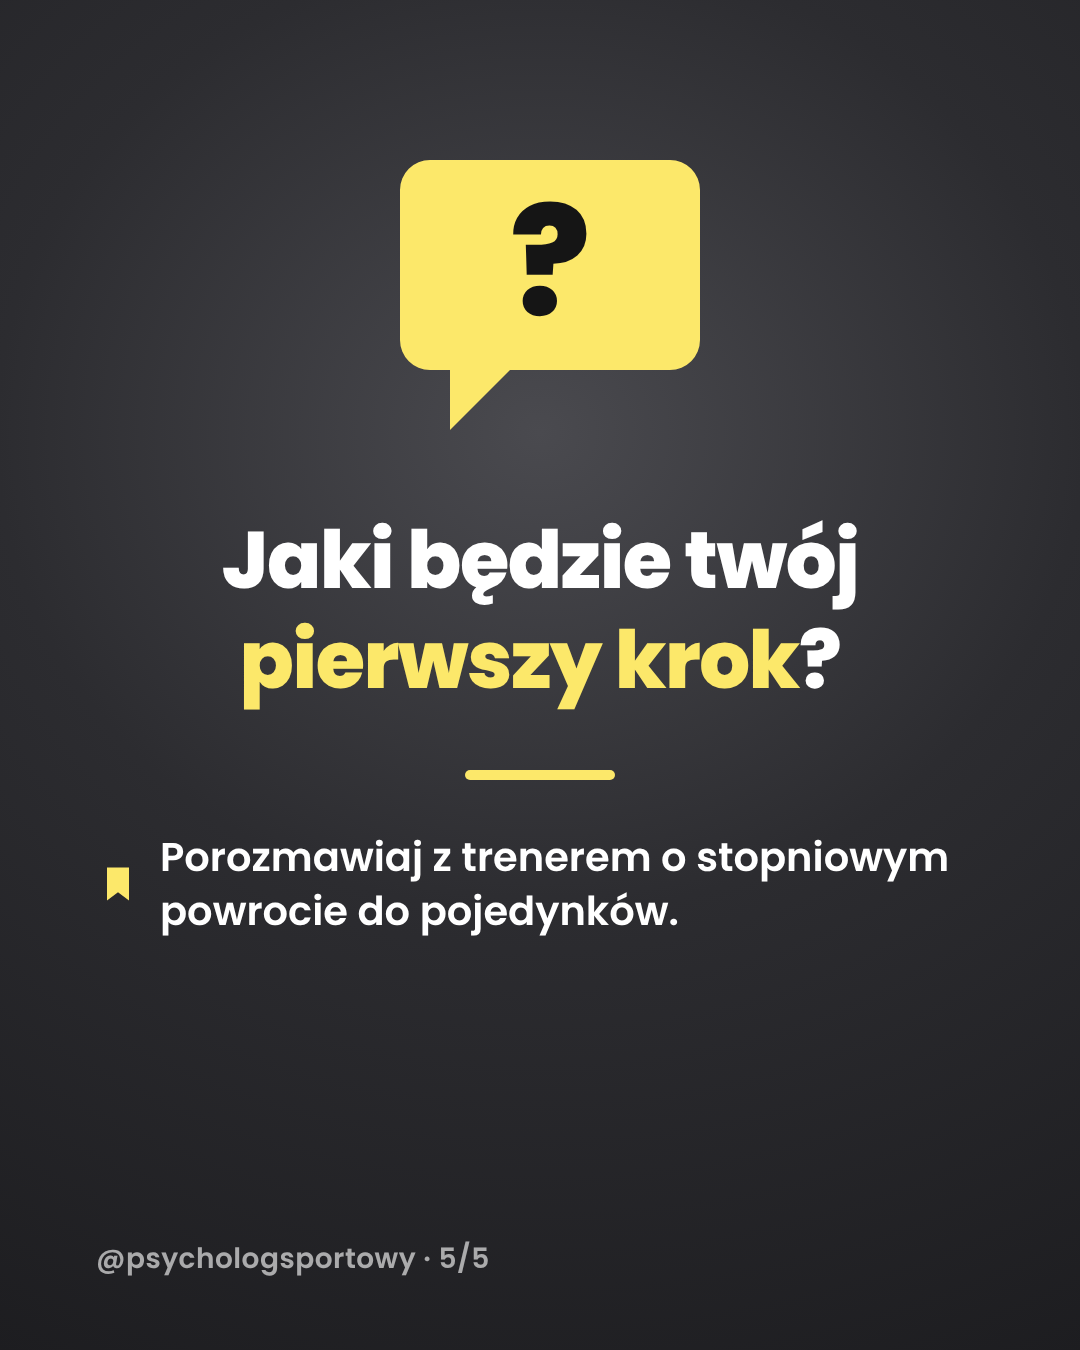 ?
Jaki będzie twój
pierwszy krok?
Porozmawiaj z trenerem o stopniowym
powrocie do pojedynków.
@psychologsportowy · 5/5